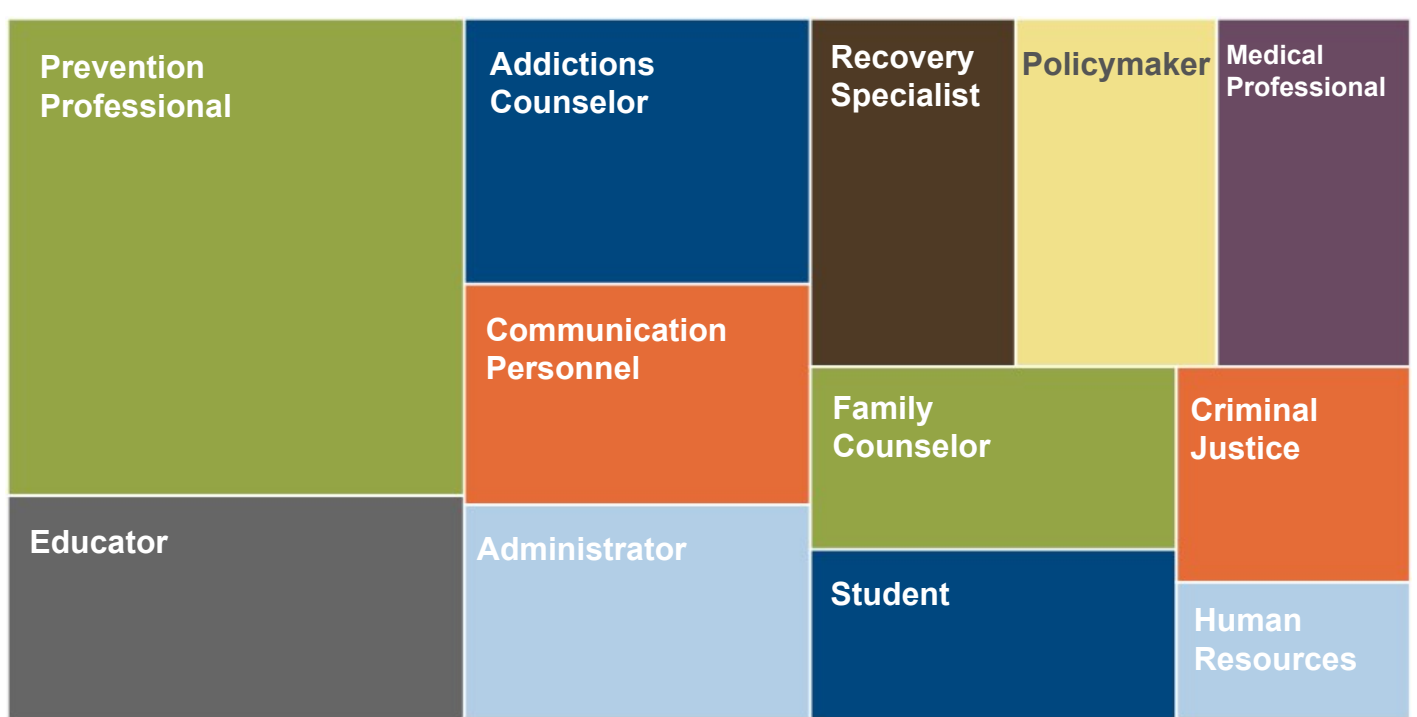 Prevention
Professional
Addictions
Counselor
Recovery
Specialist
Policymaker
Medical
Professional
Communication
Personnel
Family
Counselor
Criminal
Justice
Educator
Administrator
Student
Human
Resources